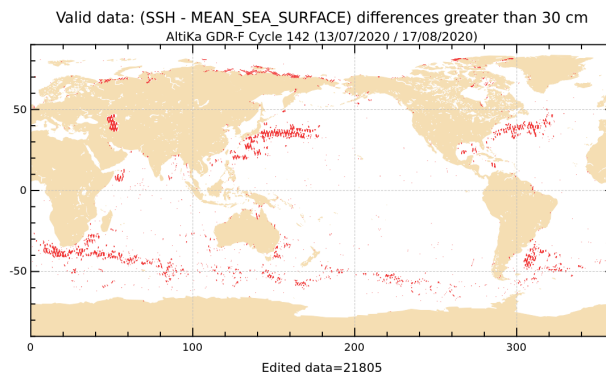 Valid data: (SSH - MEAN_SEA_SURFACE) differences greater than 30 cm
AltiKa GDR-F Cycle 142 (13/07/2020 / 17/08/2020)
50
0
-50
0 100 200 300
Edited data=21805